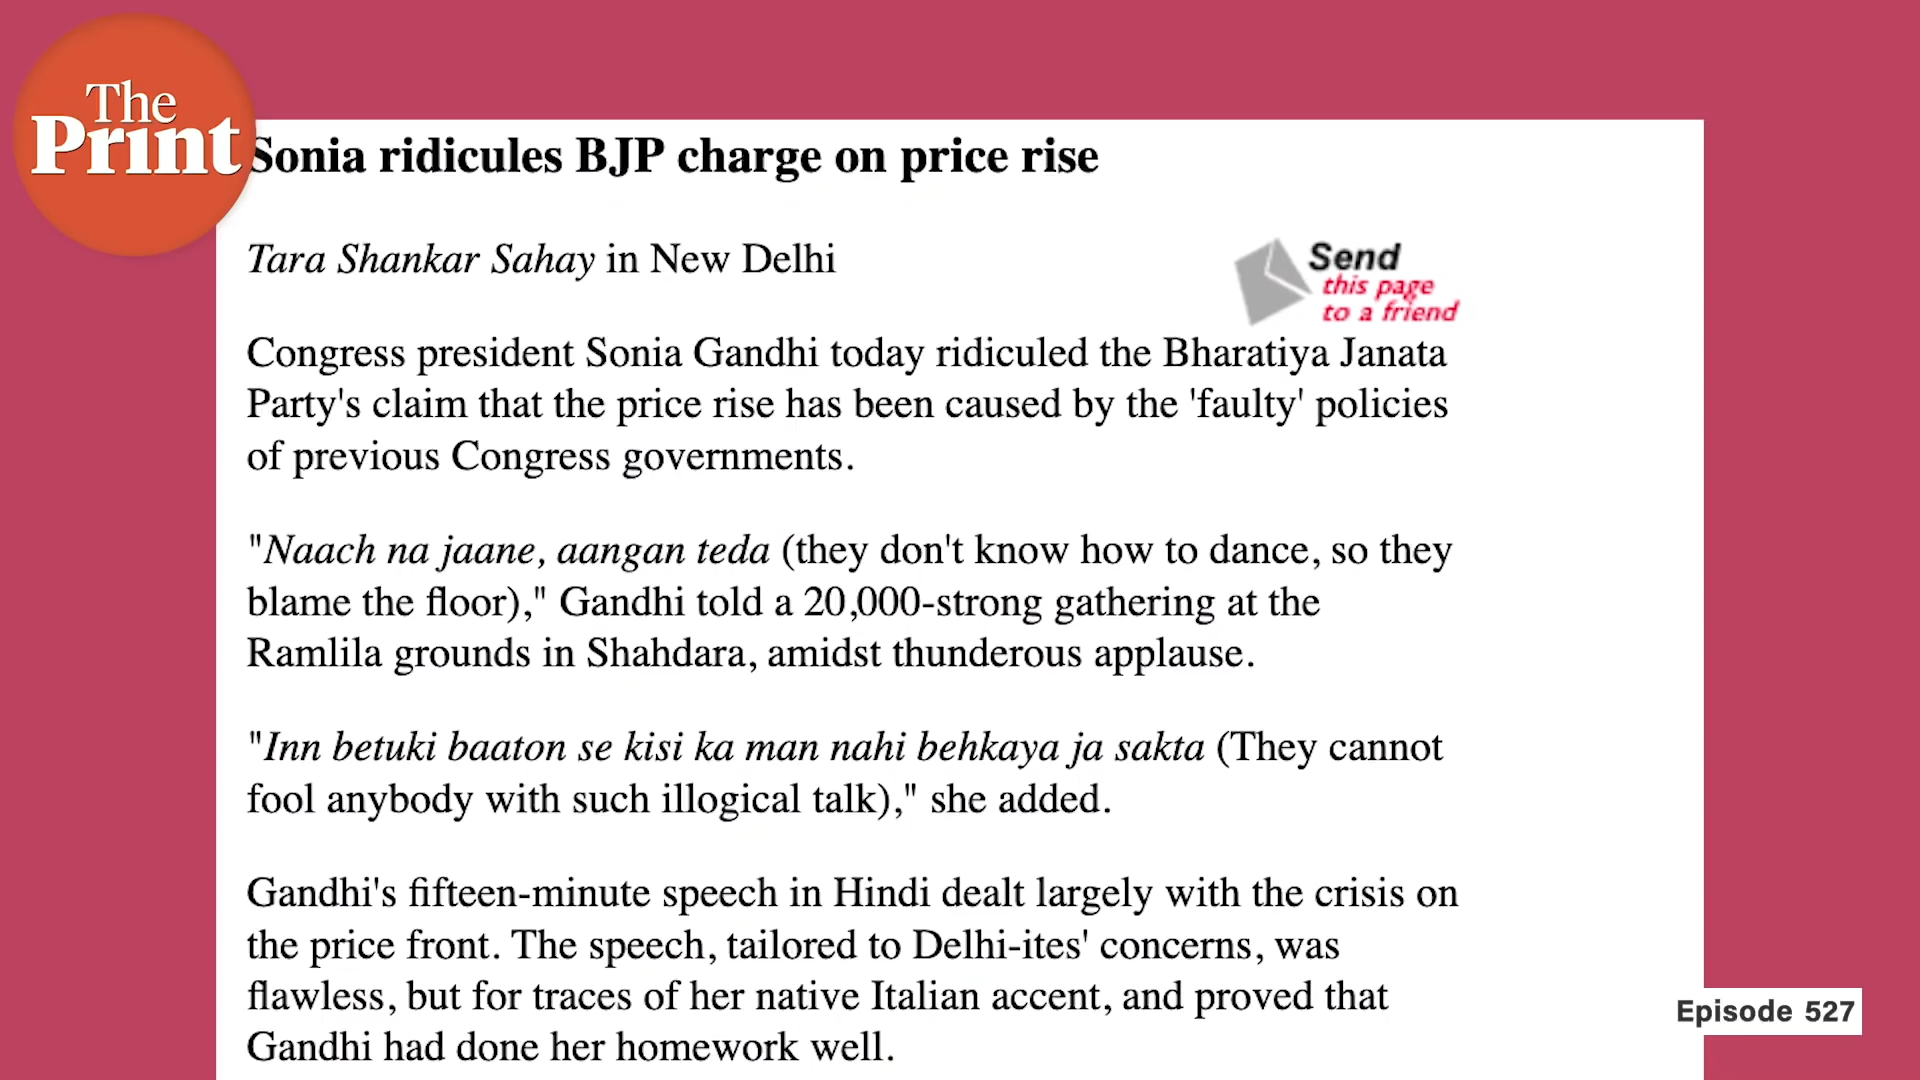 The
Print
Sonia ridicules BJP charge on price rise
Tara Shankar Sahay in New Delhi
Send
this page
to a friend
Congress president Sonia Gandhi today ridiculed the Bharatiya Janata
Party's claim that the price rise has been caused by the 'faulty' policies
of previous Congress governments.
"Naach na jaane, aangan teda (they don't know how to dance, so they
blame the floor)," Gandhi told a 20,000-strong gathering at the
Ramlila grounds in Shahdara, amidst thunderous applause.
"Inn betuki baaton se kisi ka man nahi behkaya ja sakta (They cannot
fool anybody with such illogical talk)," she added.
Gandhi's fifteen-minute speech in Hindi dealt largely with the crisis on
the price front. The speech, tailored to Delhi-ites' concerns, was
flawless, but for traces of her native Italian accent, and proved that
Gandhi had done her homework well.
Episode 527